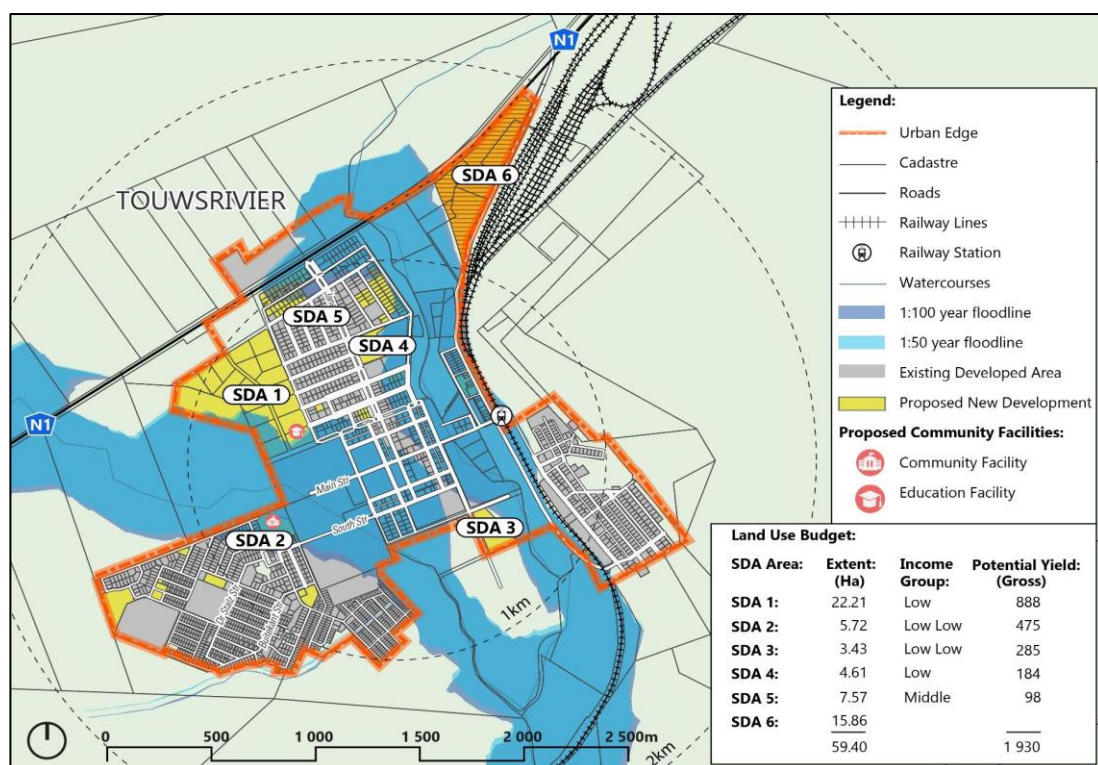 N1
TOUWSRIVIER
SDA 6
SDA 5
SDA 4
SDA 1
N1
Main Str
South Str
SDA 3
SDA 2
1km
2km
0 500 1 000 1 500 2 000 2 500m
Legend:
Urban Edge
Cadastre
Roads
Railway Lines
Railway Station
Watercourses
1:100 year floodline
1:50 year floodline
Existing Developed Area
Proposed New Development
Proposed Community Facilities:
Community Facility
Education Facility
Land Use Budget:
SDA Area: Extent: (Ha) Income Group: Potential Yield: (Gross)
SDA 1: 22.21 Low 888
SDA 2: 5.72 Low Low 475
SDA 3: 3.43 Low Low 285
SDA 4: 4.61 Low 184
SDA 5: 7.57 Middle 98
SDA 6: 15.86
59.40 1 930